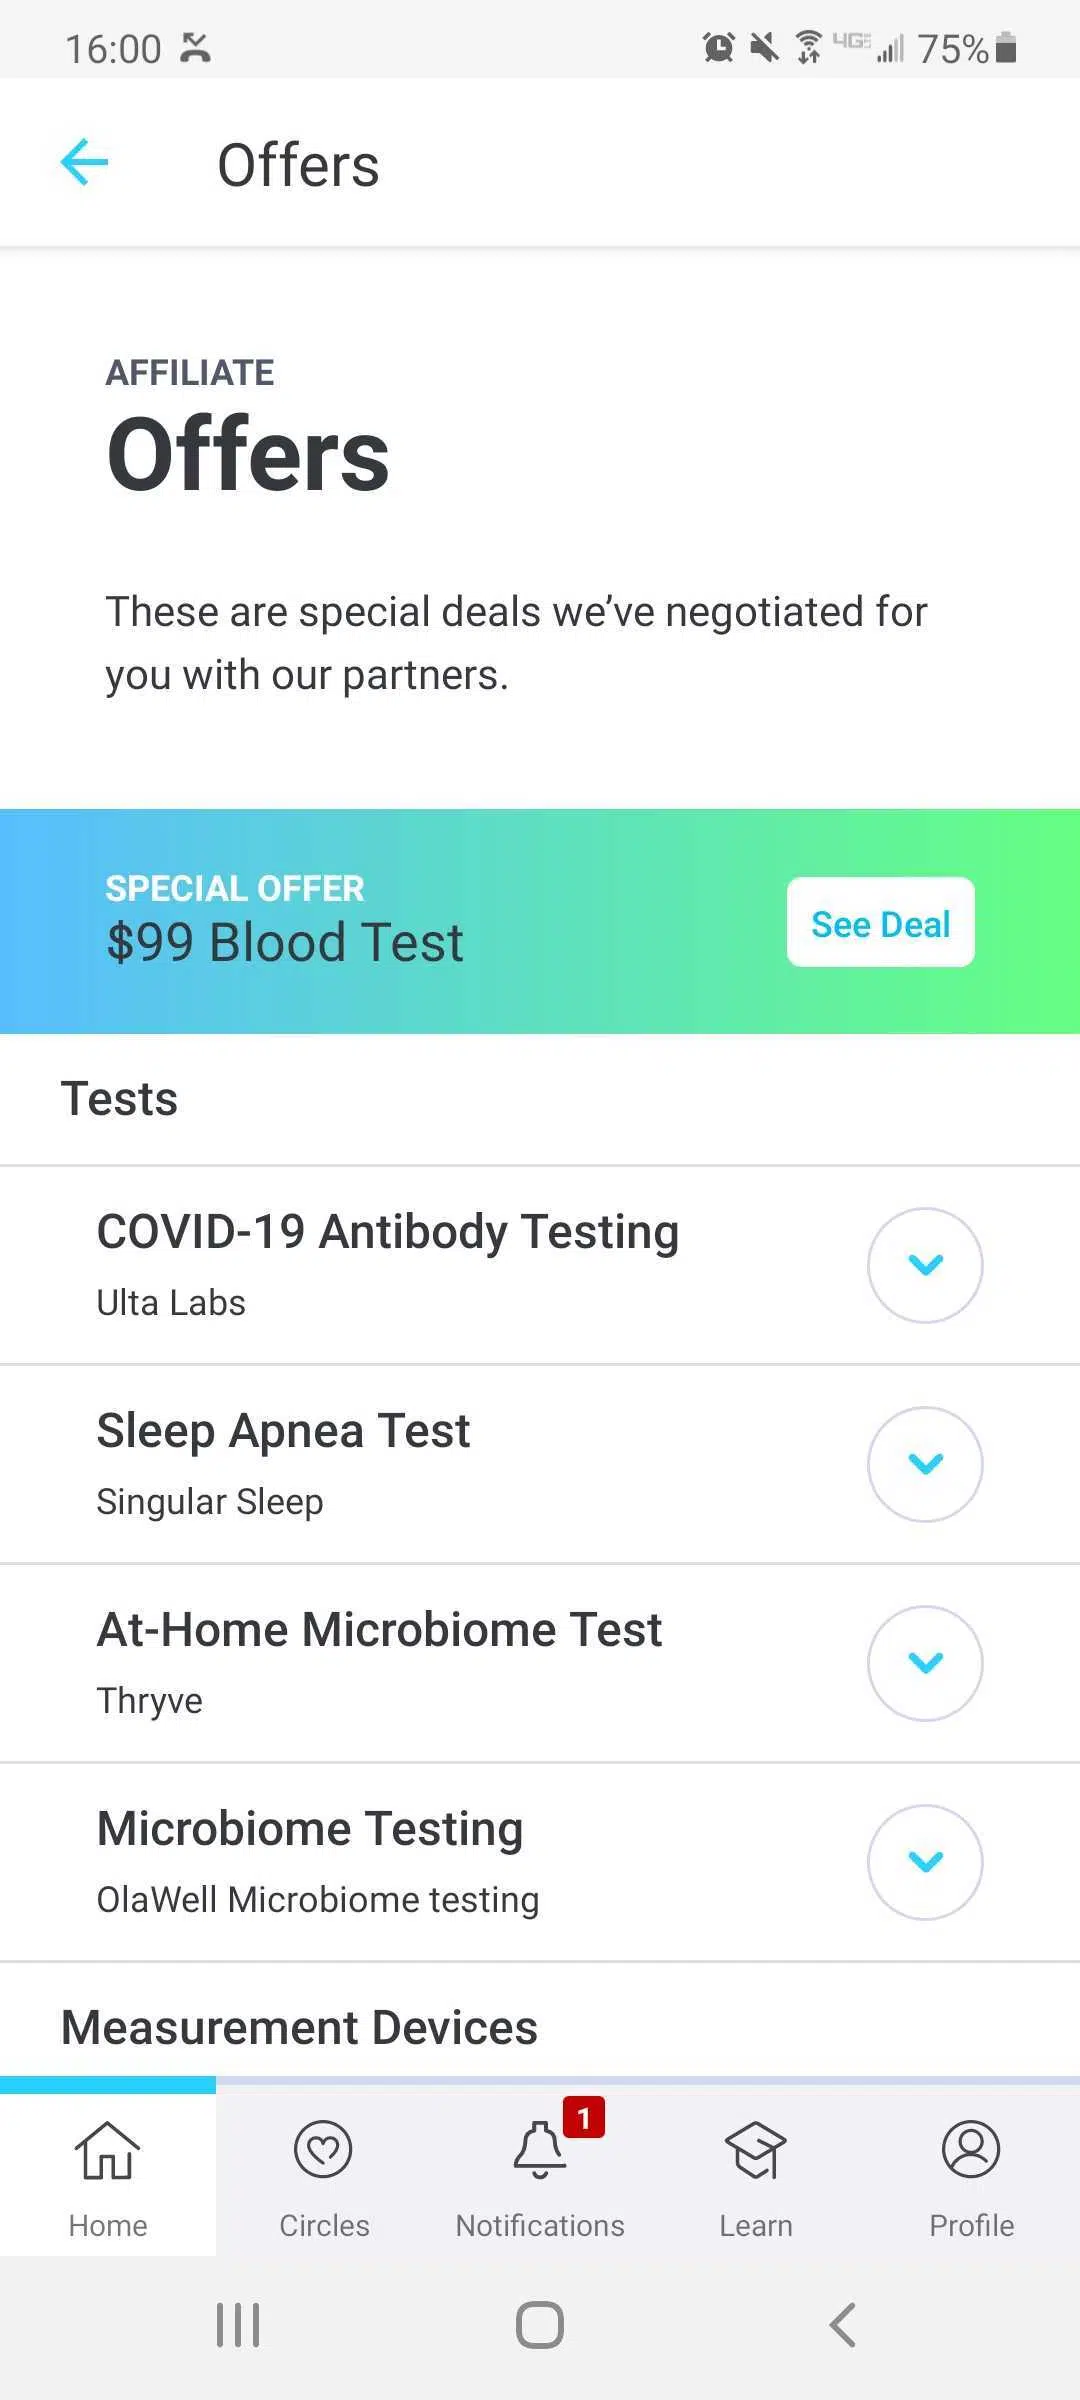 16:00
4G 75%
Offers
AFFILIATE
Offers
These are special deals we’ve negotiated for
you with our partners.
SPECIAL OFFER
$99 Blood Test
See Deal
Tests
COVID-19 Antibody Testing
Ulta Labs
Sleep Apnea Test
Singular Sleep
At-Home Microbiome Test
Thryve
Microbiome Testing
OlaWell Microbiome testing
Measurement Devices
1
Home
Circles
Notifications
Learn
Profile